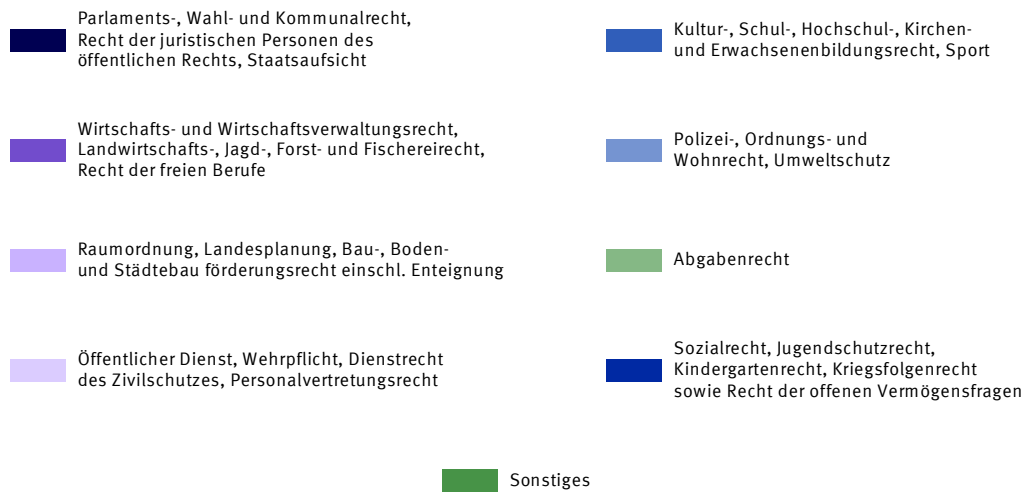 Parlaments-, Wahl- und Kommunalrecht,
Recht der juristischen Personen des
öffentlichen Rechts, Staatsaufsicht
Kultur-, Schul-, Hochschul-, Kirchen-
und Erwachsenenbildungsrecht, Sport
Wirtschafts- und Wirtschaftsverwaltungsrecht,
Landwirtschafts-, Jagd-, Forst- und Fischereirecht,
Recht der freien Berufe
Polizei-, Ordnungs- und
Wohnrecht, Umweltschutz
Raumordnung, Landesplanung, Bau-, Boden-
und Städtebau förderungsrecht einschl. Enteignung
Abgabenrecht
Öffentlicher Dienst, Wehrpflicht, Dienstrecht
des Zivilschutzes, Personalvertretungsrecht
Sozialrecht, Jugendschutzrecht,
Kindergartenrecht, Kriegsfolgenrecht
sowie Recht der offenen Vermögensfragen
Sonstiges